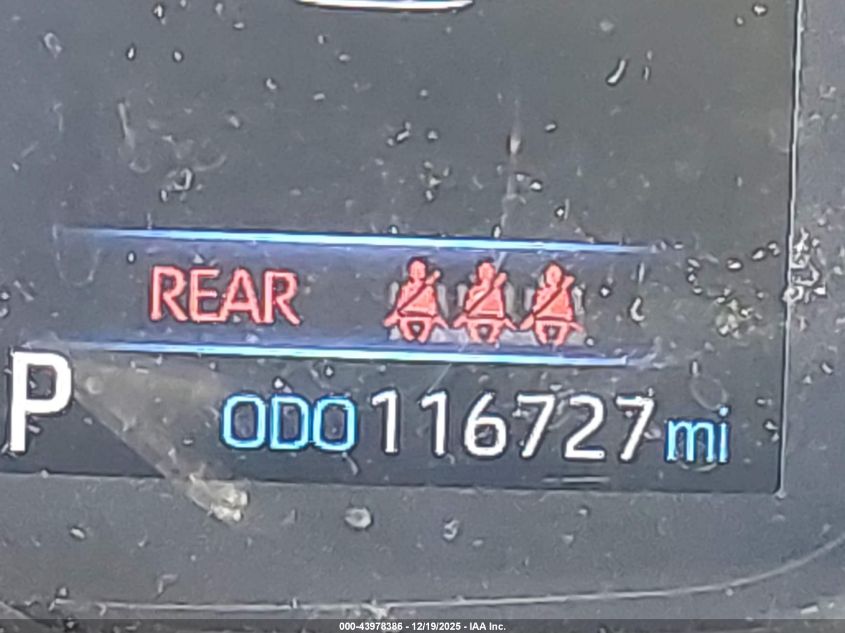 REAR
P
ODO 116727 mi
000-43978386 - 12/19/2025 - IAA Inc.